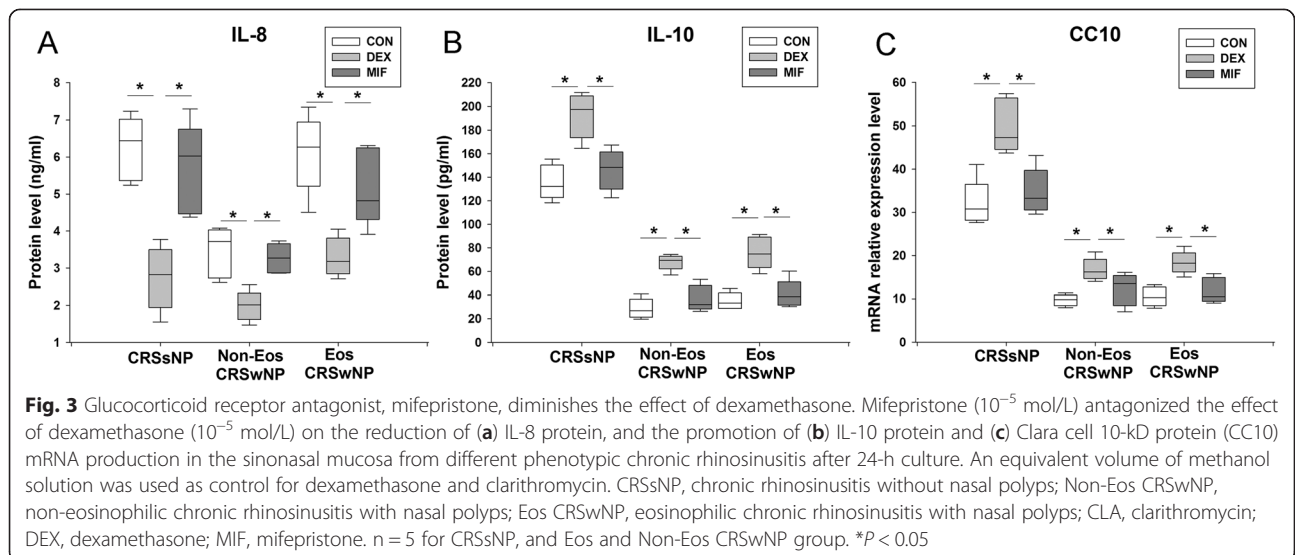 A
IL-8
CON
DEX
MIF
Protein level (ng/ml)
8
7
6
5
4
3
2
1
* * * * * *
CRSsNP
Non-Eos CRSwNP
Eos CRSwNP
B
IL-10
CON
DEX
MIF
Protein level (pg/ml)
220
200
180
160
140
120
100
80
60
40
20
0
* * * * * *
CRSsNP
Non-Eos CRSwNP
Eos CRSwNP
C
CC10
CON
DEX
MIF
mRNA relative expression level
60
50
40
30
20
10
0
* * * * * *
CRSsNP
Non-Eos CRSwNP
Eos CRSwNP
Fig. 3 Glucocorticoid receptor antagonist, mifepristone, diminishes the effect of dexamethasone. Mifepristone (10⁻⁵ mol/L) antagonized the effect
of dexamethasone (10⁻⁵ mol/L) on the reduction of (a) IL-8 protein, and the promotion of (b) IL-10 protein and (c) Clara cell 10-kD protein (CC10)
mRNA production in the sinonasal mucosa from different phenotypic chronic rhinosinusitis after 24-h culture. An equivalent volume of methanol
solution was used as control for dexamethasone and clarithromycin. CRSsNP, chronic rhinosinusitis without nasal polyps; Non-Eos CRSwNP,
non-eosinophilic chronic rhinosinusitis with nasal polyps; Eos CRSwNP, eosinophilic chronic rhinosinusitis with nasal polyps; CLA, clarithromycin;
DEX, dexamethasone; MIF, mifepristone. n = 5 for CRSsNP, and Eos and Non-Eos CRSwNP group. *P < 0.05